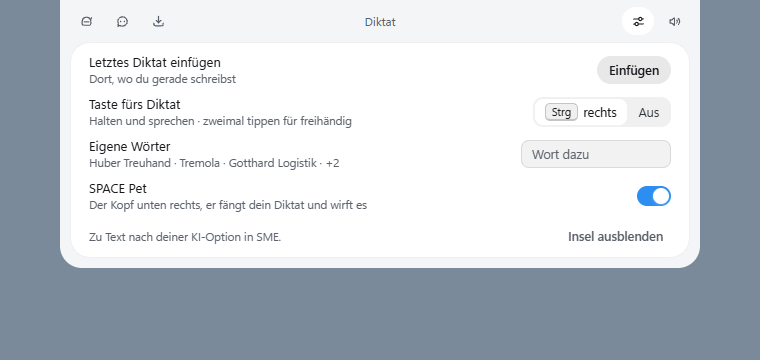 Diktat
Letztes Diktat einfügen
Dort, wo du gerade schreibst
Einfügen
Taste fürs Diktat
Halten und sprechen · zweimal tippen für freihändig
Strg rechts Aus
Eigene Wörter
Huber Treuhand · Tremola · Gotthard Logistik · +2
Wort dazu
SPACE Pet
Der Kopf unten rechts, er fängt dein Diktat und wirft es
Zu Text nach deiner KI-Option in SME.
Insel ausblenden